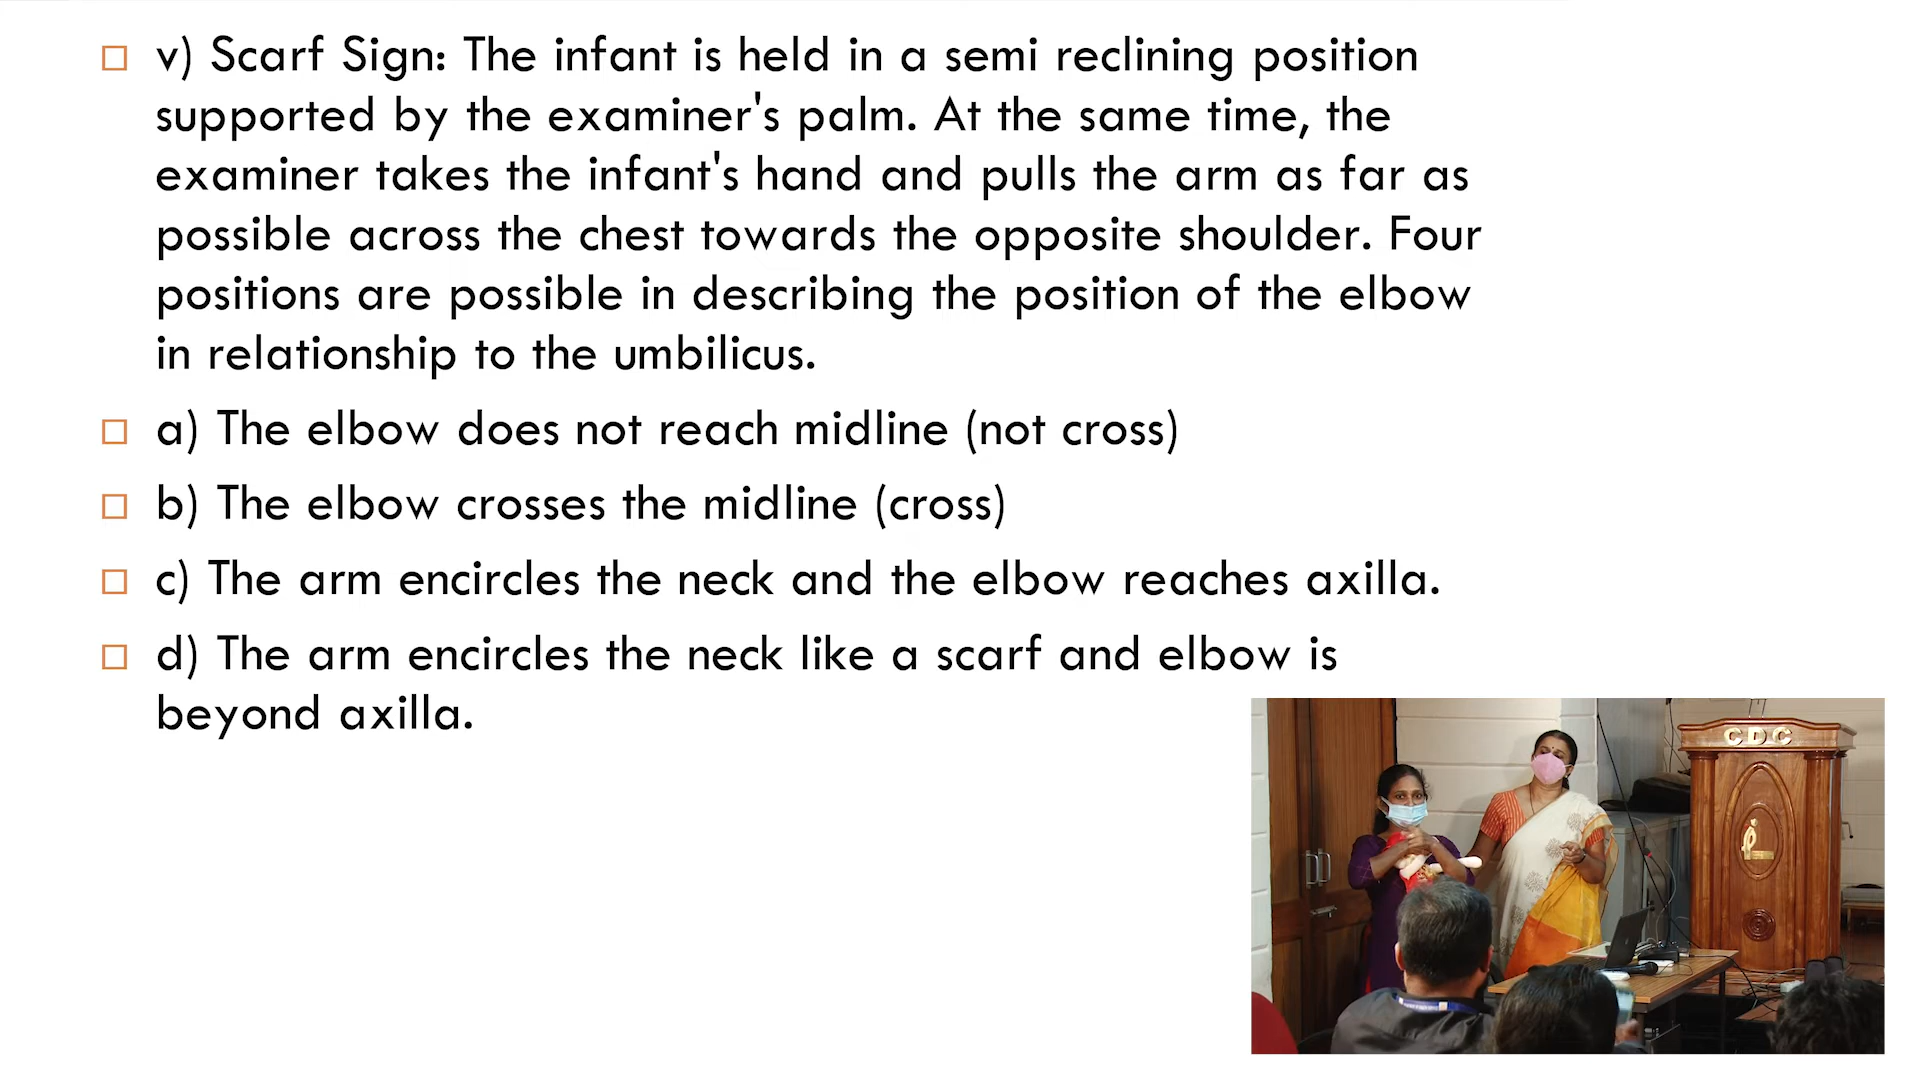 v) Scarf Sign: The infant is held in a semi reclining position
supported by the examiner's palm. At the same time, the
examiner takes the infant's hand and pulls the arm as far as
possible across the chest towards the opposite shoulder. Four
positions are possible in describing the position of the elbow
in relationship to the umbilicus.
a) The elbow does not reach midline (not cross)
b) The elbow crosses the midline (cross)
c) The arm encircles the neck and the elbow reaches axilla.
d) The arm encircles the neck like a scarf and elbow is
beyond axilla.
CDC